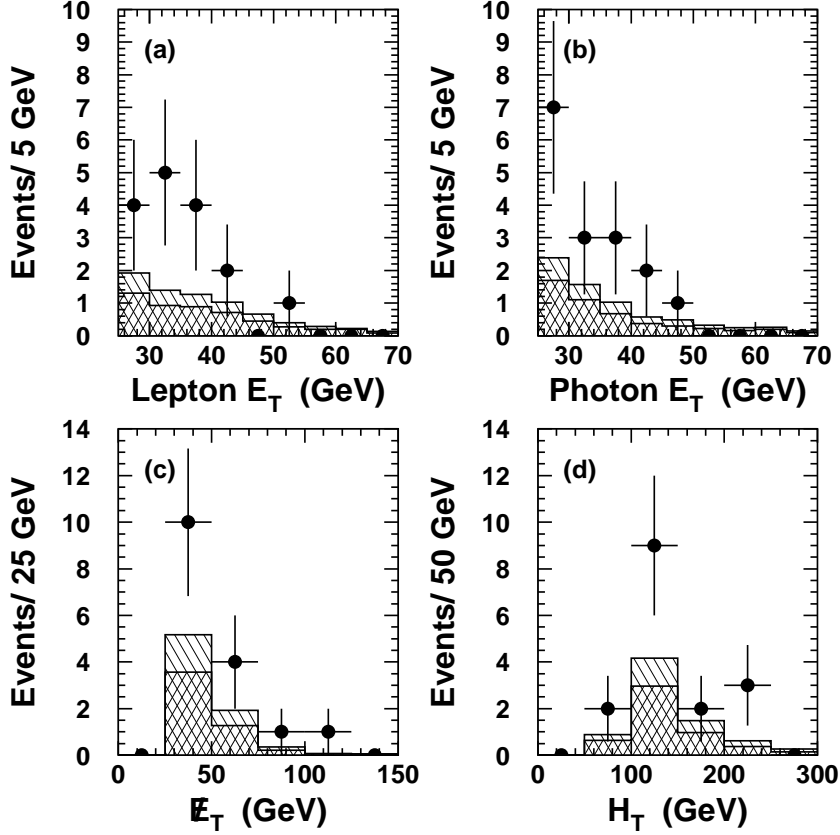 (a)
Events/ 5 GeV
10
9
8
7
6
5
4
3
2
1
0
30 40 50 60 70
Lepton E_T (GeV)
(b)
Events/ 5 GeV
10
9
8
7
6
5
4
3
2
1
0
30 40 50 60 70
Photon E_T (GeV)
(c)
Events/ 25 GeV
14
12
10
8
6
4
2
0
0 50 100 150
E̸_T (GeV)
(d)
Events/ 50 GeV
14
12
10
8
6
4
2
0
0 100 200 300
H_T (GeV)